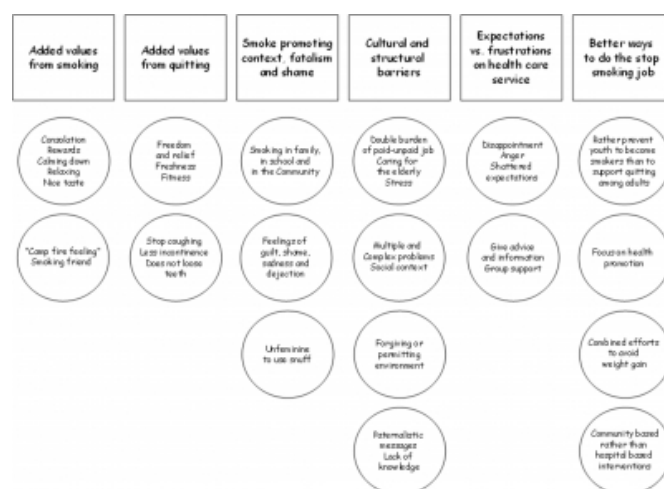 Added values
from smoking
Added values
from quitting
Smoke promoting
context, fatalism
and shame
Cultural and
structural
barriers
Expectations
vs. frustrations
on health care
service
Better ways
to do the stop
smoking job
Consolation
Rewards
Calming down
Relaxing
Nice taste
"Camp fire feeling"
Smoking friend
Freedom
and relief
Freshness
Fitness
Stop coughing
Less incontinence
Does not loose
teeth
Smoking in family,
in school and
in the Community
Feelings of
guilt, shame,
sadness and
dejection
Unfeminine
to use snuff
Double burden
of paid-unpaid job
Caring for
the elderly
Stress
Multiple and
Complex problems
Social context
Forgiving or
permitting
environment
Paternalistic
messages
Lack of
knowledge
Disappointment
Anger
Shattered
expectations
Give advice
and information
Group support
Rather prevent
youth to become
smokers than to
support quitting
among adults
Focus on health
promotion
Combined efforts
to avoid
weight gain
Community based
rather than
hospital based
interventions